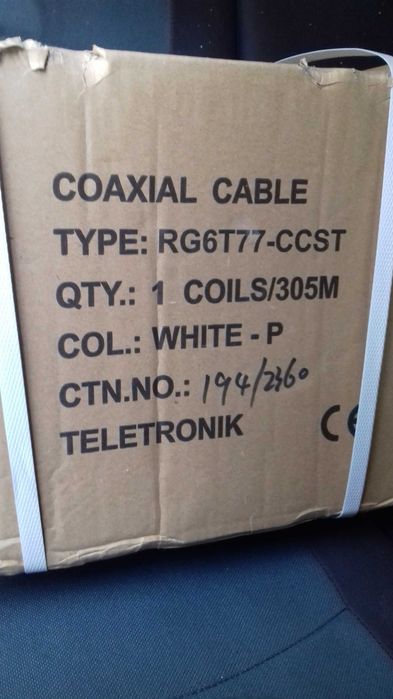 COAXIAL CABLE
TYPE: RG6T77-CCST
QTY.: 1 COILS/305M
COL.: WHITE - P
CTN.NO.: 194/2360
TELETRONIK CE